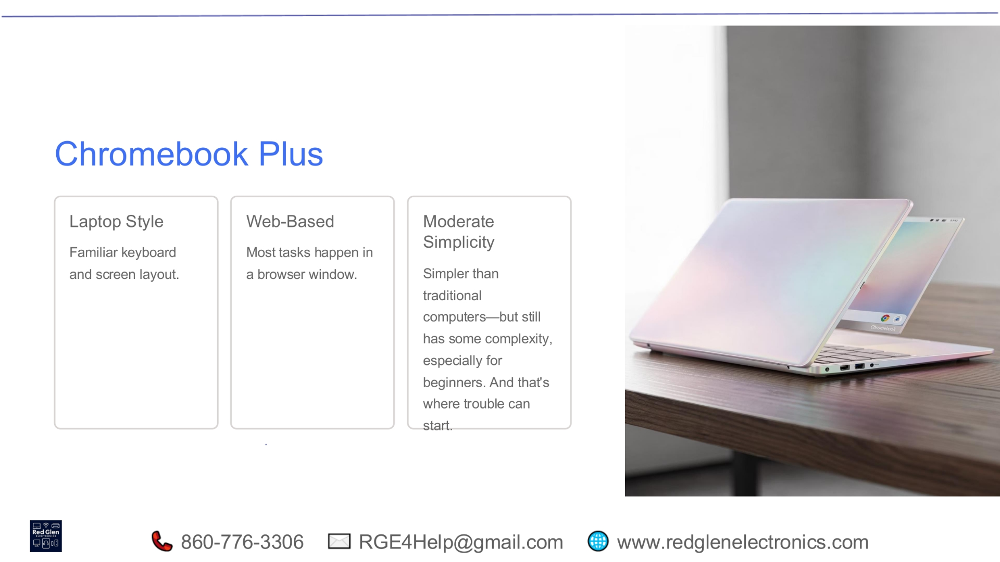 Chromebook Plus
Laptop Style
Familiar keyboard
and screen layout.
Web-Based
Most tasks happen in
a browser window.
Moderate
Simplicity
Simpler than
traditional
computers—but still
has some complexity,
especially for
beginners. And that's
where trouble can
start.
.
Chromebook
Red Glen
ELECTRONICS
860-776-3306
RGE4Help@gmail.com
www.redglenelectronics.com